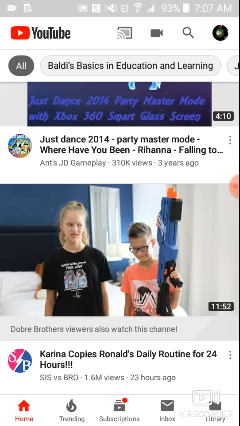 93% 7:07 AM
YouTube
All
Baldi's Basics in Education and Learning
J
Just Dance 2014 Party Master Mode
with Xbox 360 Smart Glass Screen
4:10
Just dance 2014 - party master mode -
Where Have You Been - Rihanna - Falling to...
Ant's JD Gameplay · 310K views · 3 years ago
11:52
Dobre Brothers viewers also watch this channel
SIS BRO
Karina Copies Ronald's Daily Routine for 24
Hours!!!
SIS vs BRO · 1.6M views · 23 hours ago
Home
Trending
Subscriptions
Inbox
Library